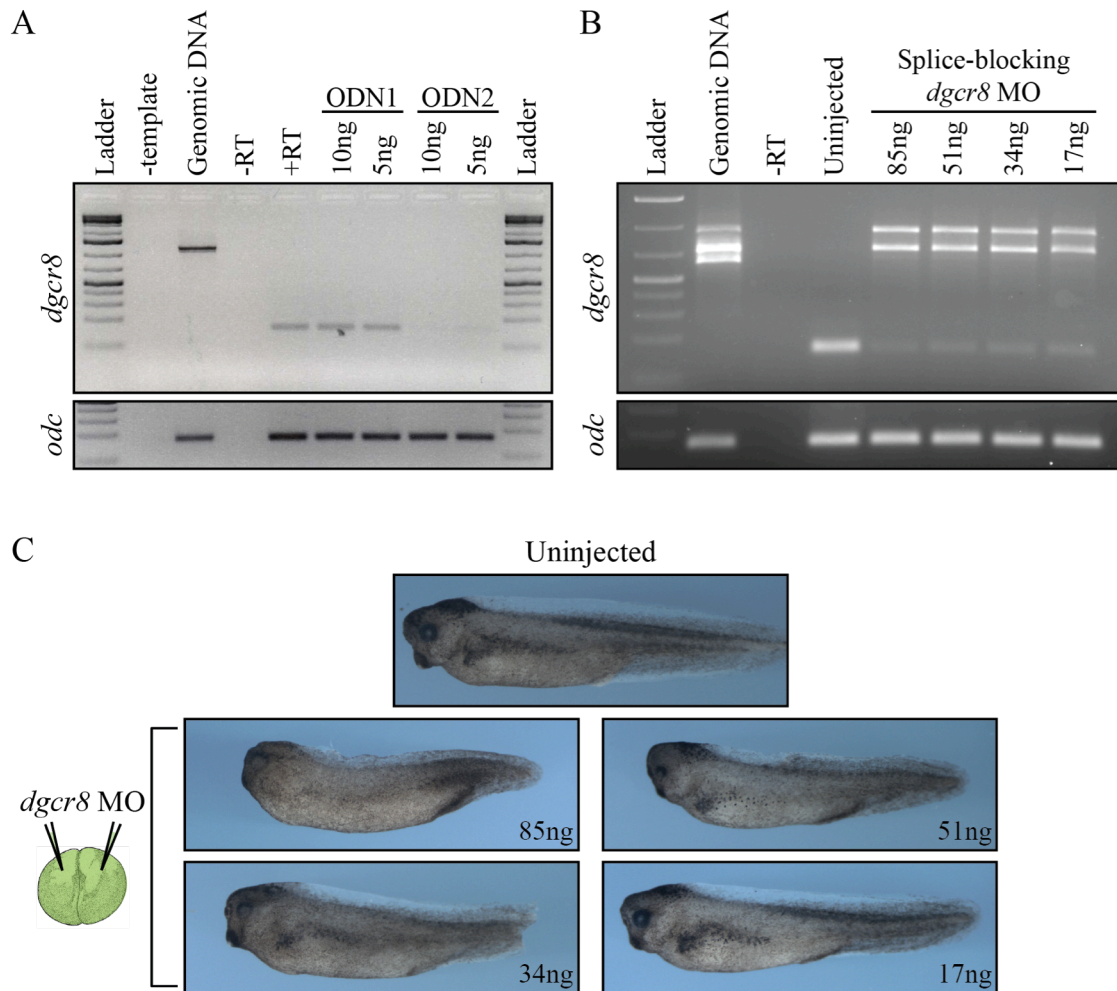 A
Ladder
-template
Genomic DNA
-RT
+RT
ODN1
10ng
5ng
ODN2
10ng
5ng
Ladder
dgcr8
odc
B
Ladder
Genomic DNA
-RT
Uninjected
Splice-blocking
dgcr8 MO
85ng
51ng
34ng
17ng
dgcr8
odc
C
Uninjected
dgcr8 MO
85ng
51ng
34ng
17ng